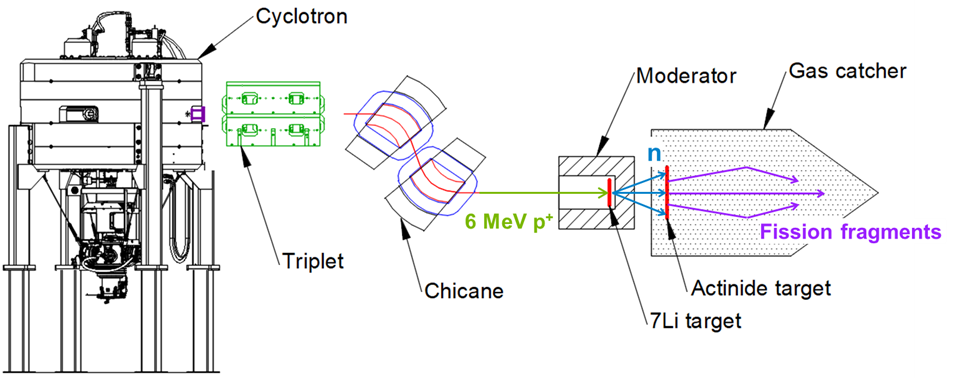 Cyclotron
Moderator
Gas catcher
n
6 MeV p⁺
Fission fragments
Triplet
Chicane
Actinide target
7Li target